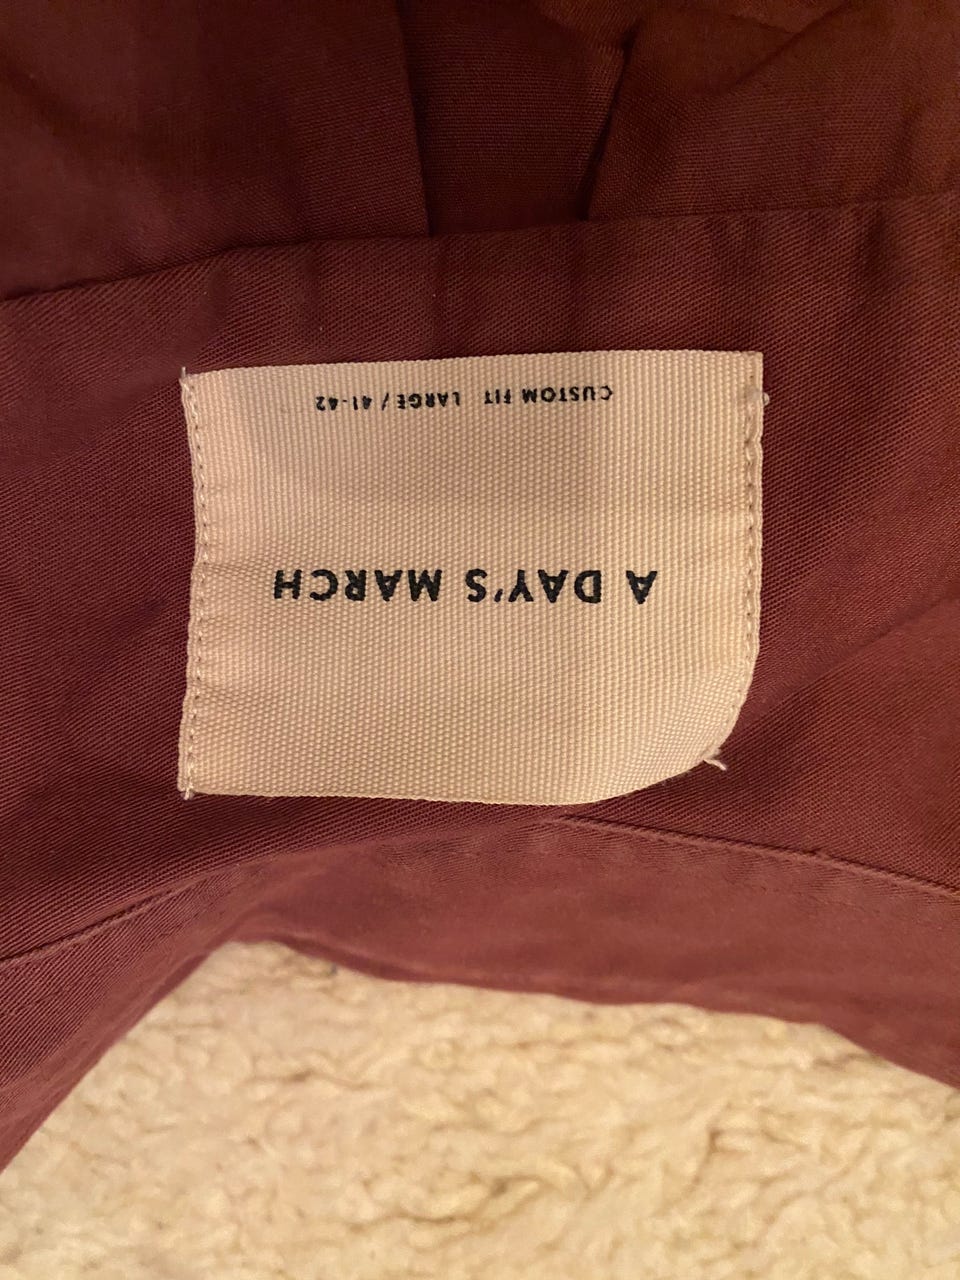 A DAY'S MARCH
CUSTOM FIT LARGE / 41-42